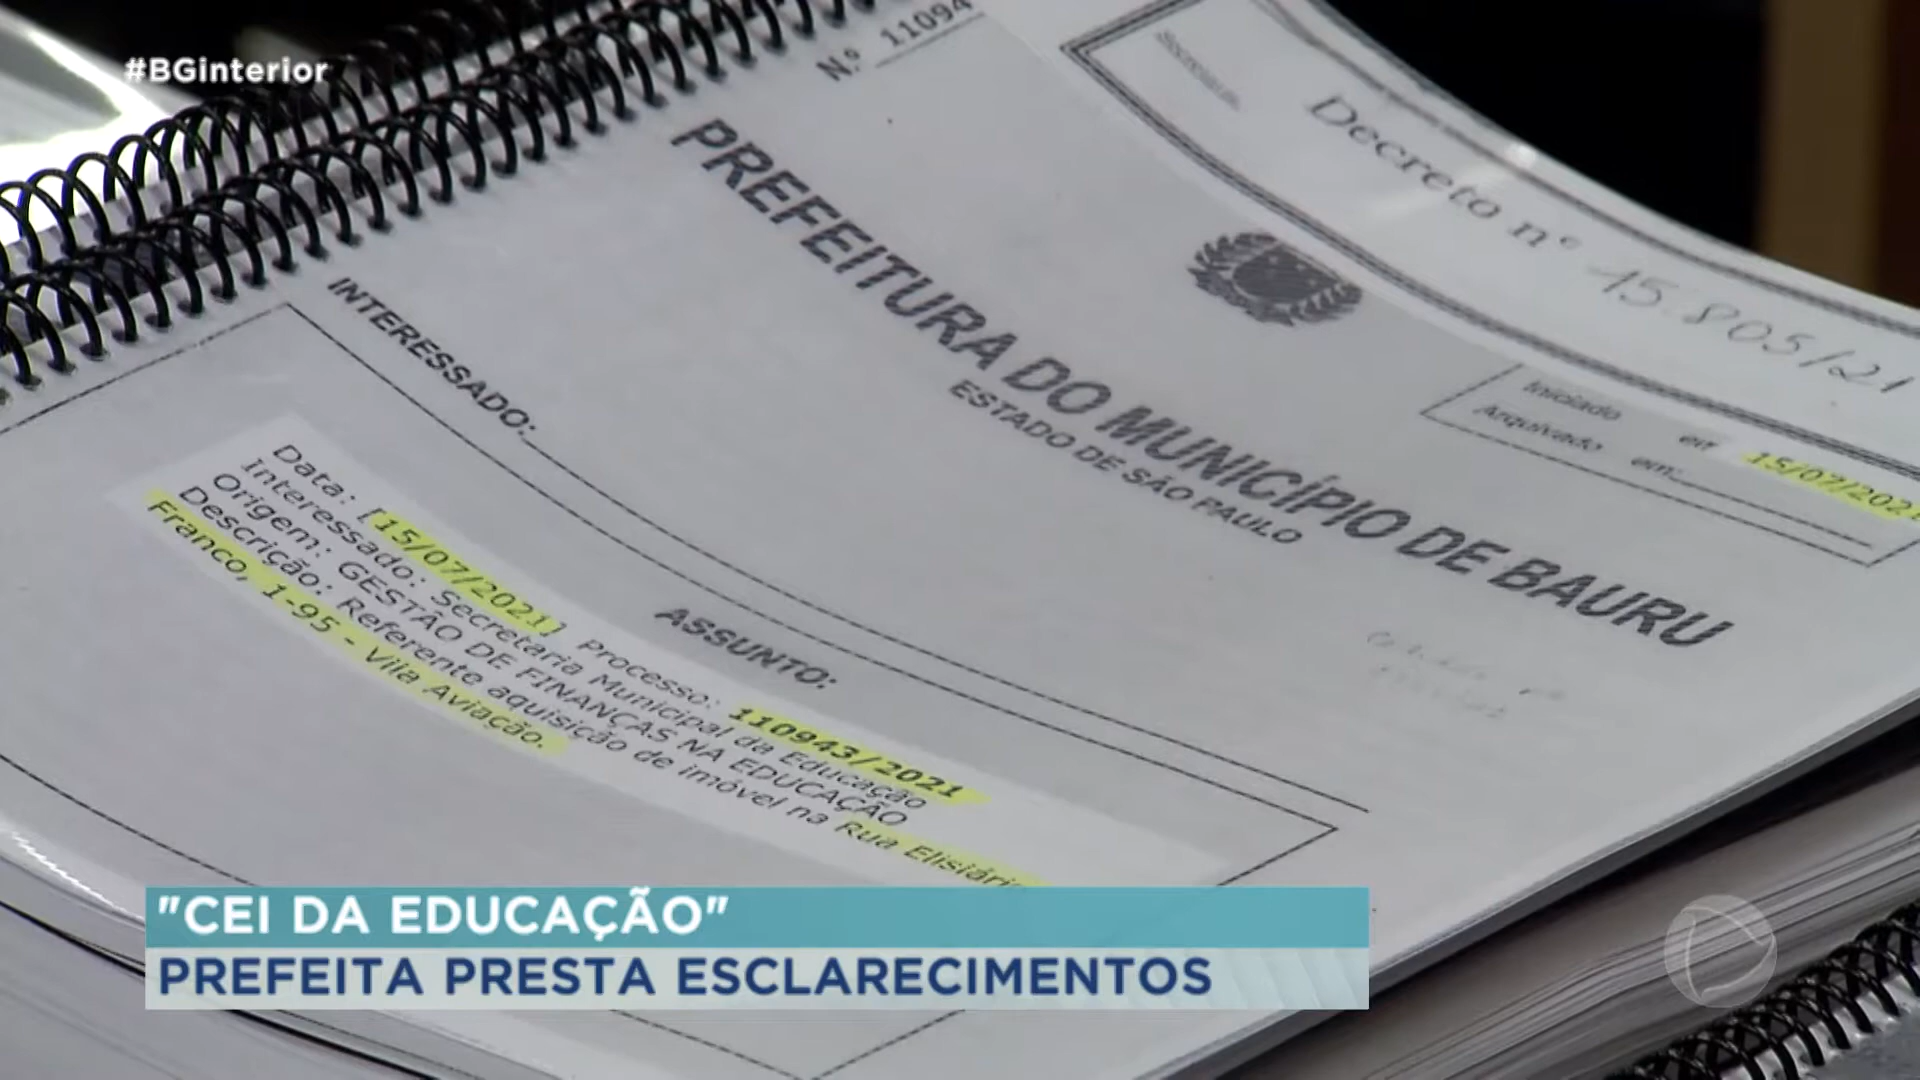 #BGinterior
N.º 11094
Decreto nº 15.805/21
PREFEITURA DO MUNICÍPIO DE BAURU
ESTADO DE SÃO PAULO
Iniciado em 15/07/2021
Arquivado em:
INTERESSADO:
ASSUNTO:
Data: [15/07/2021] Processo: 110943/2021
Interessado: Secretaria Municipal da Educação
Origem: GESTÃO DE FINANÇAS NA EDUCAÇÃO
Descrição: Referente aquisição de imóvel na Rua Elisiári
Franco, 1-95 - Vila Aviação.
"CEI DA EDUCAÇÃO"
PREFEITA PRESTA ESCLARECIMENTOS